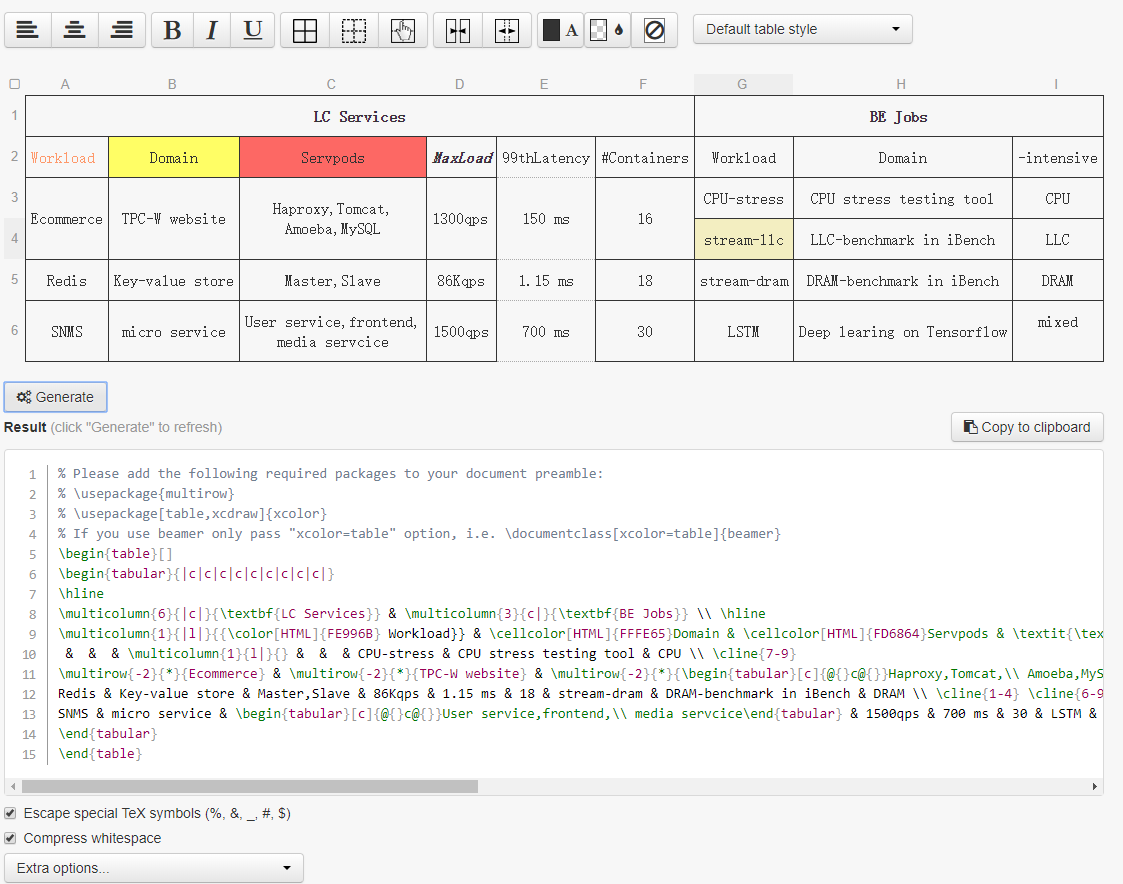 B I U A Default table style
A B C D E F G H I
1 LC Services BE Jobs
2 Workload Domain Servpods MaxLoad 99thLatency #Containers Workload Domain -intensive
3 CPU-stress CPU stress testing tool CPU
Ecommerce TPC-W website Haproxy,Tomcat, 1300qps 150 ms 16
Amoeba,MySQL
4 stream-llc LLC-benchmark in iBench LLC
5 Redis Key-value store Master,Slave 86Kqps 1.15 ms 18 stream-dram DRAM-benchmark in iBench DRAM
6 SNMS micro service User service,frontend, 1500qps 700 ms 30 LSTM Deep learing on Tensorflow mixed
media servcice
Generate
Result (click "Generate" to refresh) Copy to clipboard
1 % Please add the following required packages to your document preamble:
2 % \usepackage{multirow}
3 % \usepackage[table,xcdraw]{xcolor}
4 % If you use beamer only pass "xcolor=table" option, i.e. \documentclass[xcolor=table]{beamer}
5 \begin{table}[]
6 \begin{tabular}{|c|c|c|c|c|c|c|c|c|}
7 \hline
8 \multicolumn{6}{|c|}{\textbf{LC Services}} & \multicolumn{3}{c|}{\textbf{BE Jobs}} \\ \hline
9 \multicolumn{1}{|l|}{{\color[HTML]{FE996B} Workload}} & \cellcolor[HTML]{FFFE65}Domain & \cellcolor[HTML]{FD6864}Servpods & \textit{\tex
10 & & & \multicolumn{1}{l|}{} & & & CPU-stress & CPU stress testing tool & CPU \\ \cline{7-9}
11 \multirow{-2}{*}{Ecommerce} & \multirow{-2}{*}{TPC-W website} & \multirow{-2}{*}{\begin{tabular}[c]{@{}c@{}}Haproxy,Tomcat,\\ Amoeba,MyS
12 Redis & Key-value store & Master,Slave & 86Kqps & 1.15 ms & 18 & stream-dram & DRAM-benchmark in iBench & DRAM \\ \cline{1-4} \cline{6-9
13 SNMS & micro service & \begin{tabular}[c]{@{}c@{}}User service,frontend,\\ media servcice\end{tabular} & 1500qps & 700 ms & 30 & LSTM &
14 \end{tabular}
15 \end{table}
Escape special TeX symbols (%, &, _, #, $)
Compress whitespace
Extra options...